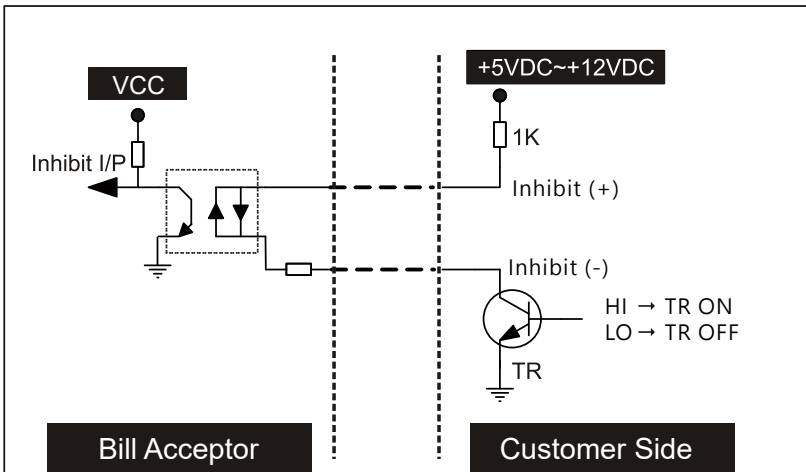 VCC
+5VDC~+12VDC
1K
Inhibit I/P
Inhibit (+)
Inhibit (-)
HI → TR ON
LO → TR OFF
TR
Bill Acceptor
Customer Side